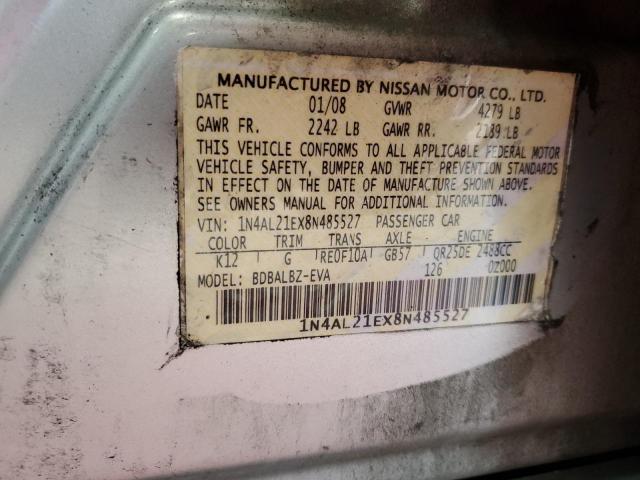 MANUFACTURED BY NISSAN MOTOR CO., LTD.
DATE 01/08 GVWR 4279 LB
GAWR FR. 2242 LB GAWR RR. 2139 LB
THIS VEHICLE CONFORMS TO ALL APPLICABLE FEDERAL MOTOR
VEHICLE SAFETY, BUMPER AND THEFT PREVENTION STANDARDS
IN EFFECT ON THE DATE OF MANUFACTURE SHOWN ABOVE.
SEE OWNERS MANUAL FOR ADDITIONAL INFORMATION.
VIN: 1N4AL21EX8N485527 PASSENGER CAR
COLOR TRIM TRANS AXLE ENGINE
K12 G RE0F10A GB57 QR25DE 2488CC
MODEL: BDBALBZ-EVA 126 0Z000
1N4AL21EX8N485527